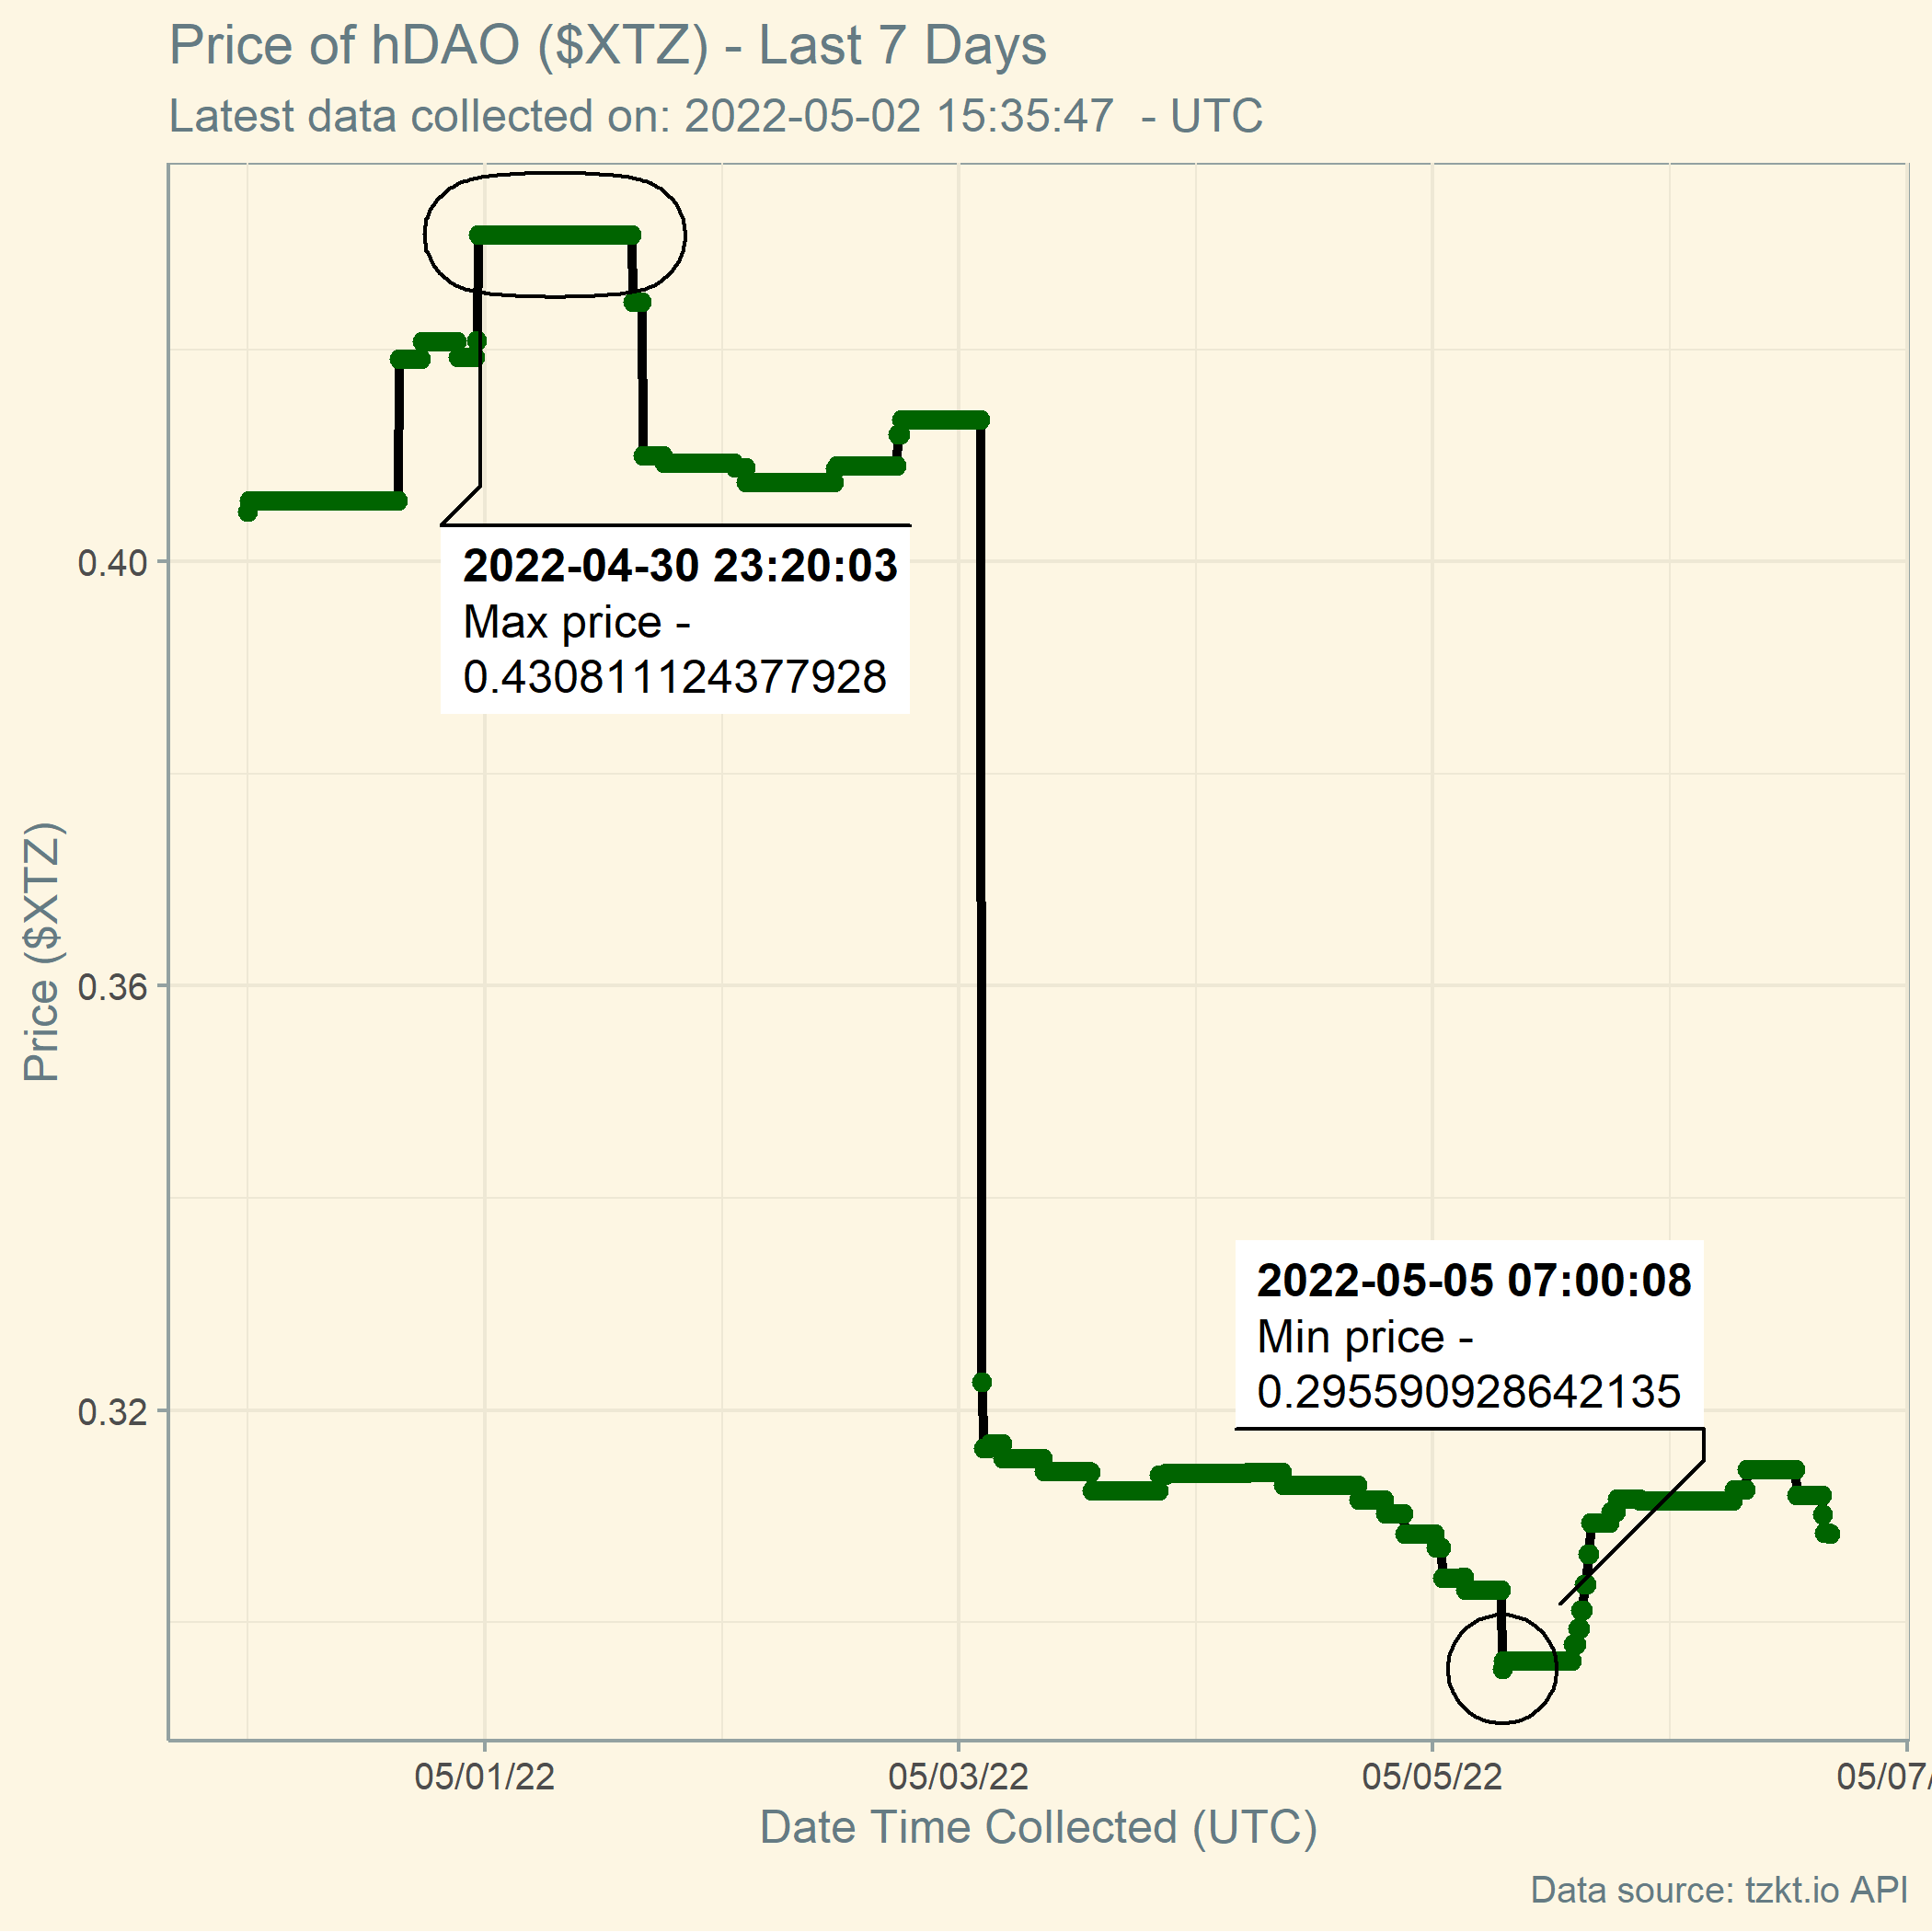 Price of hDAO ($XTZ) - Last 7 Days
Latest data collected on: 2022-05-02 15:35:47  - UTC
Price ($XTZ)
0.40
0.36
0.32
2022-04-30 23:20:03
Max price -
0.430811124377928
2022-05-05 07:00:08
Min price -
0.295590928642135
05/01/22
05/03/22
05/05/22
05/07/
Date Time Collected (UTC)
Data source: tzkt.io API